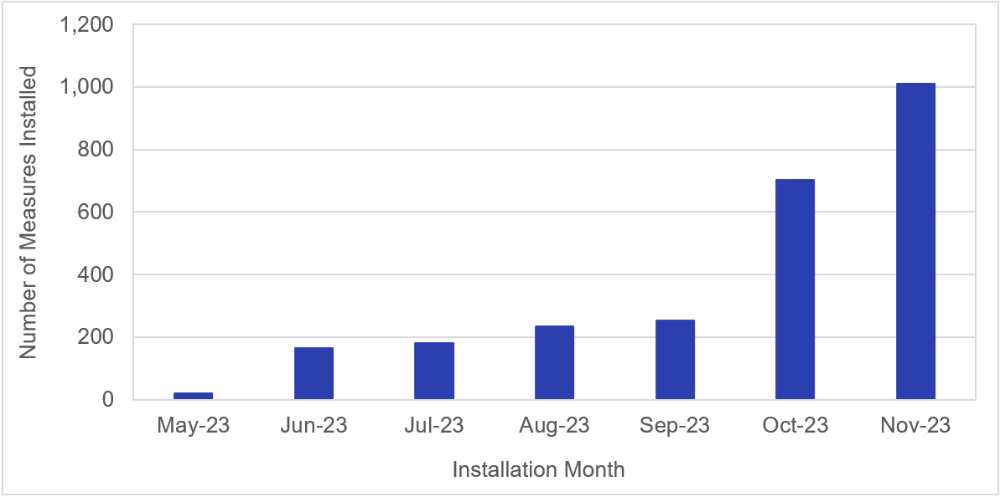 1,200
1,000
800
600
400
200
0
Number of Measures Installed
May-23 Jun-23 Jul-23 Aug-23 Sep-23 Oct-23 Nov-23
Installation Month